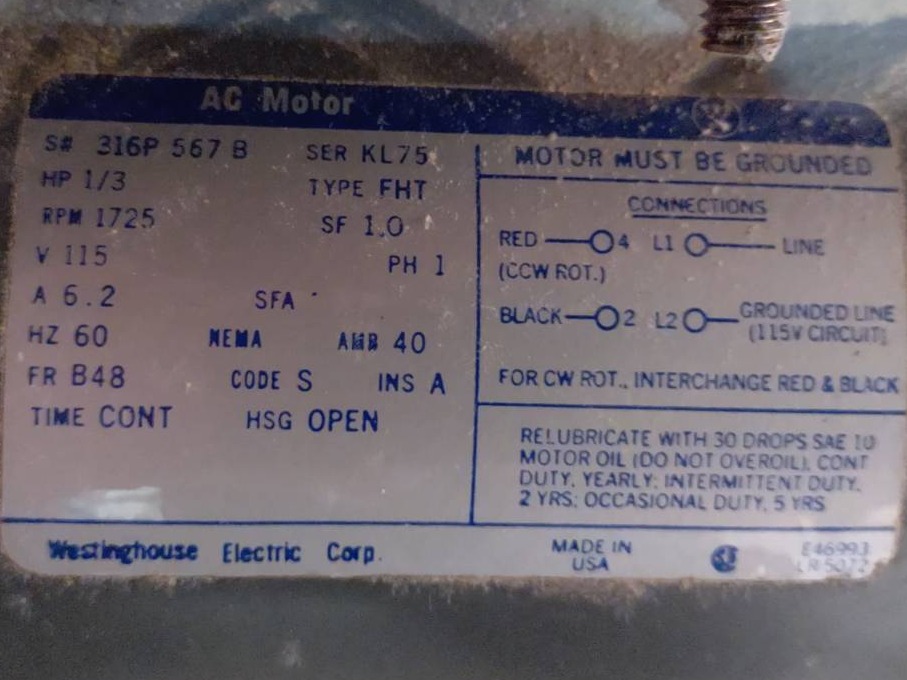 AC Motor
S# 316P 567 B SER KL75
HP 1/3 TYPE FHT
RPM 1725 SF 1.0
V 115 PH 1
A 6.2 SFA
HZ 60 NEMA AMB 40
FR B48 CODE S INS A
TIME CONT HSG OPEN
MOTOR MUST BE GROUNDED
CONNECTIONS
RED 4 L1 LINE
(CCW ROT.)
BLACK 2 L2 GROUNDED LINE
(115V CIRCUIT)
FOR CW ROT., INTERCHANGE RED & BLACK
RELUBRICATE WITH 30 DROPS SAE 10
MOTOR OIL (DO NOT OVEROIL), CONT
DUTY, YEARLY; INTERMITTENT DUTY,
2 YRS; OCCASIONAL DUTY, 5 YRS
Westinghouse Electric Corp.
MADE IN
USA
E46993
LR 5072